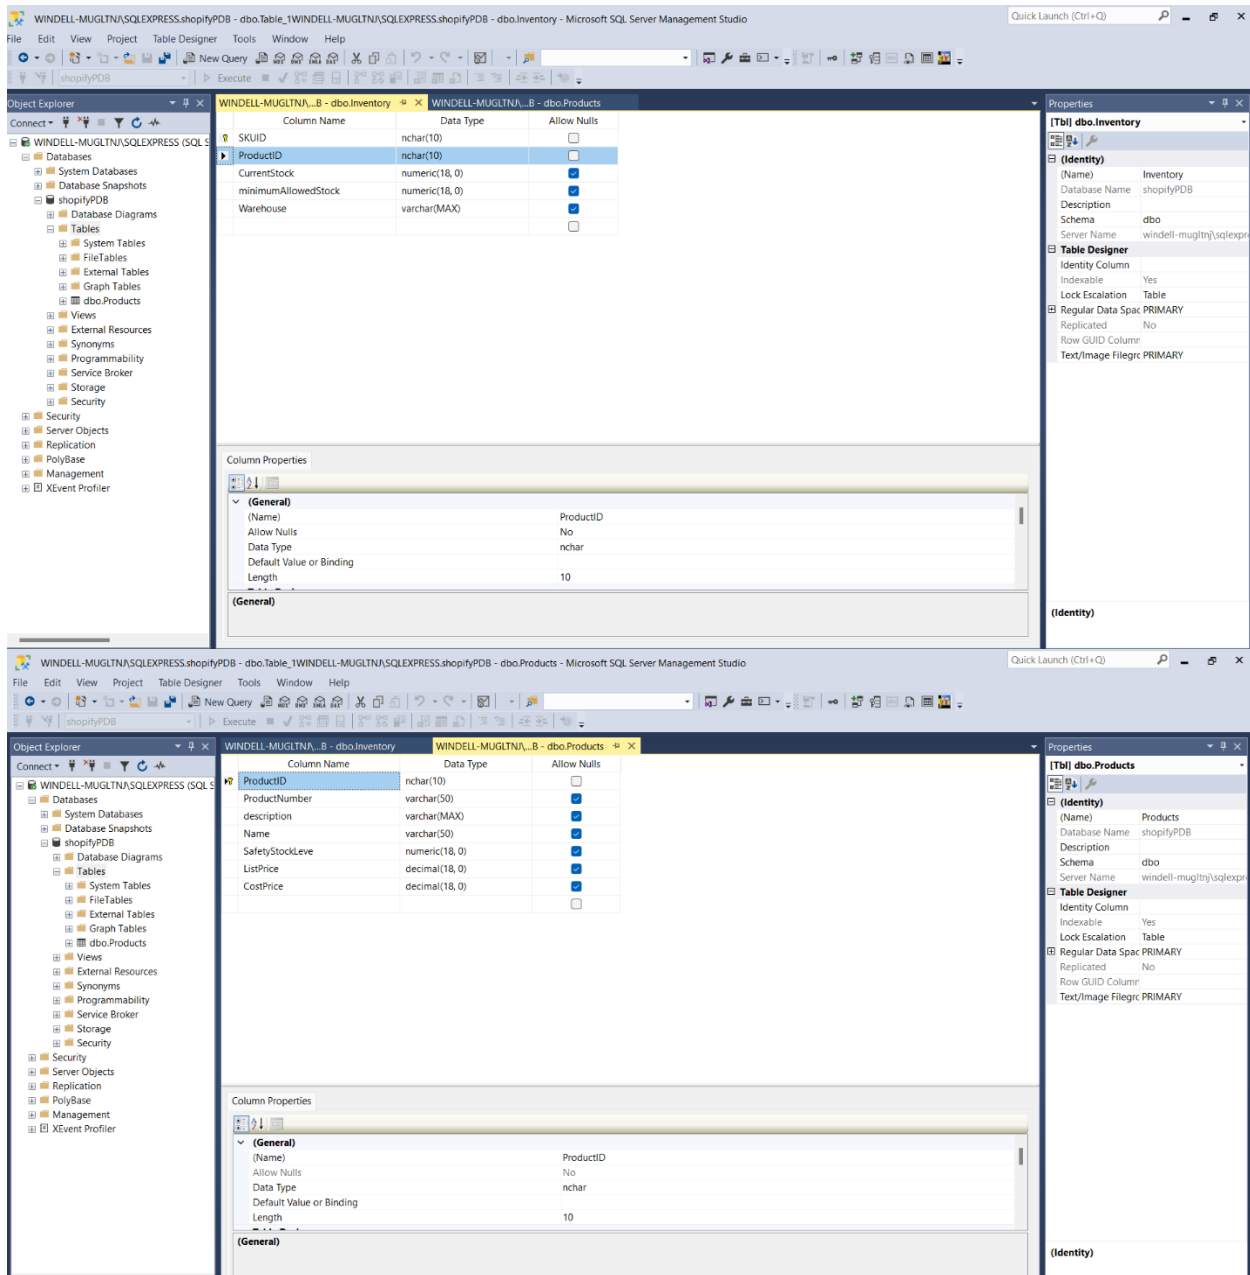 WINDELL-MUGLTNJ\SQLEXPRESS.shopifyPDB - dbo.Table_1WINDELL-MUGLTNJ\SQLEXPRESS.shopifyPDB - dbo.Inventory - Microsoft SQL Server Management Studio
Quick Launch (Ctrl+Q)
File Edit View Project Table Designer Tools Window Help
New Query
shopifyPDB
Execute
Object Explorer
Connect
WINDELL-MUGLTNJ\SQLEXPRESS (SQL S
Databases
System Databases
Database Snapshots
shopifyPDB
Database Diagrams
Tables
System Tables
FileTables
External Tables
Graph Tables
dbo.Products
Views
External Resources
Synonyms
Programmability
Service Broker
Storage
Security
Security
Server Objects
Replication
PolyBase
Management
XEvent Profiler
WINDELL-MUGLTNJ\...B - dbo.Inventory WINDELL-MUGLTNJ\...B - dbo.Products
Column Name Data Type Allow Nulls
SKUID nchar(10)
ProductID nchar(10)
CurrentStock numeric(18, 0)
minimumAllowedStock numeric(18, 0)
Warehouse varchar(MAX)
Column Properties
(General)
(Name) ProductID
Allow Nulls No
Data Type nchar
Default Value or Binding
Length 10
(General)
Properties
[Tbl] dbo.Inventory
(Identity)
(Name) Inventory
Database Name shopifyPDB
Description
Schema dbo
Server Name windell-mugltnj\sqlexpr
Table Designer
Identity Column
Indexable Yes
Lock Escalation Table
Regular Data Spac PRIMARY
Replicated No
Row GUID Column
Text/Image Filegrc PRIMARY
(Identity)
WINDELL-MUGLTNJ\SQLEXPRESS.shopifyPDB - dbo.Table_1WINDELL-MUGLTNJ\SQLEXPRESS.shopifyPDB - dbo.Products - Microsoft SQL Server Management Studio
Quick Launch (Ctrl+Q)
File Edit View Project Table Designer Tools Window Help
New Query
shopifyPDB
Execute
Object Explorer
Connect
WINDELL-MUGLTNJ\SQLEXPRESS (SQL S
Databases
System Databases
Database Snapshots
shopifyPDB
Database Diagrams
Tables
System Tables
FileTables
External Tables
Graph Tables
dbo.Products
Views
External Resources
Synonyms
Programmability
Service Broker
Storage
Security
Security
Server Objects
Replication
PolyBase
Management
XEvent Profiler
WINDELL-MUGLTNJ\...B - dbo.Inventory WINDELL-MUGLTNJ\...B - dbo.Products
Column Name Data Type Allow Nulls
ProductID nchar(10)
ProductNumber varchar(50)
description varchar(MAX)
Name varchar(50)
SafetyStockLeve numeric(18, 0)
ListPrice decimal(18, 0)
CostPrice decimal(18, 0)
Column Properties
(General)
(Name) ProductID
Allow Nulls No
Data Type nchar
Default Value or Binding
Length 10
(General)
Properties
[Tbl] dbo.Products
(Identity)
(Name) Products
Database Name shopifyPDB
Description
Schema dbo
Server Name windell-mugltnj\sqlexpr
Table Designer
Identity Column
Indexable Yes
Lock Escalation Table
Regular Data Spac PRIMARY
Replicated No
Row GUID Column
Text/Image Filegrc PRIMARY
(Identity)